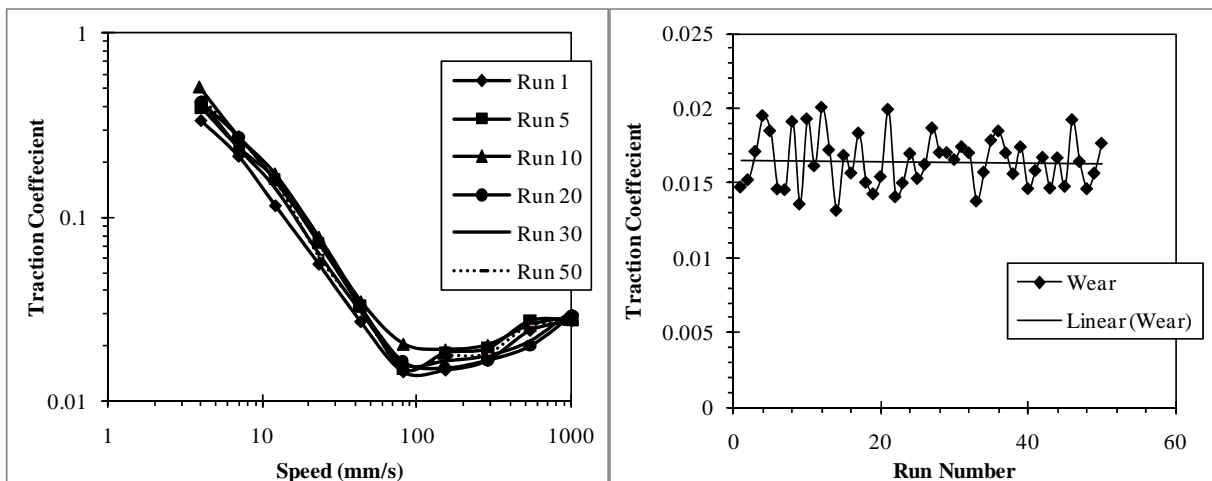 1
0.1
0.01
1
10
100
1000
Traction Coeffecient
Speed (mm/s)
Run 1
Run 5
Run 10
Run 20
Run 30
Run 50
0.025
0.02
0.015
0.01
0.005
0
0
20
40
60
Traction Coeffecient
Run Number
Wear
Linear (Wear)